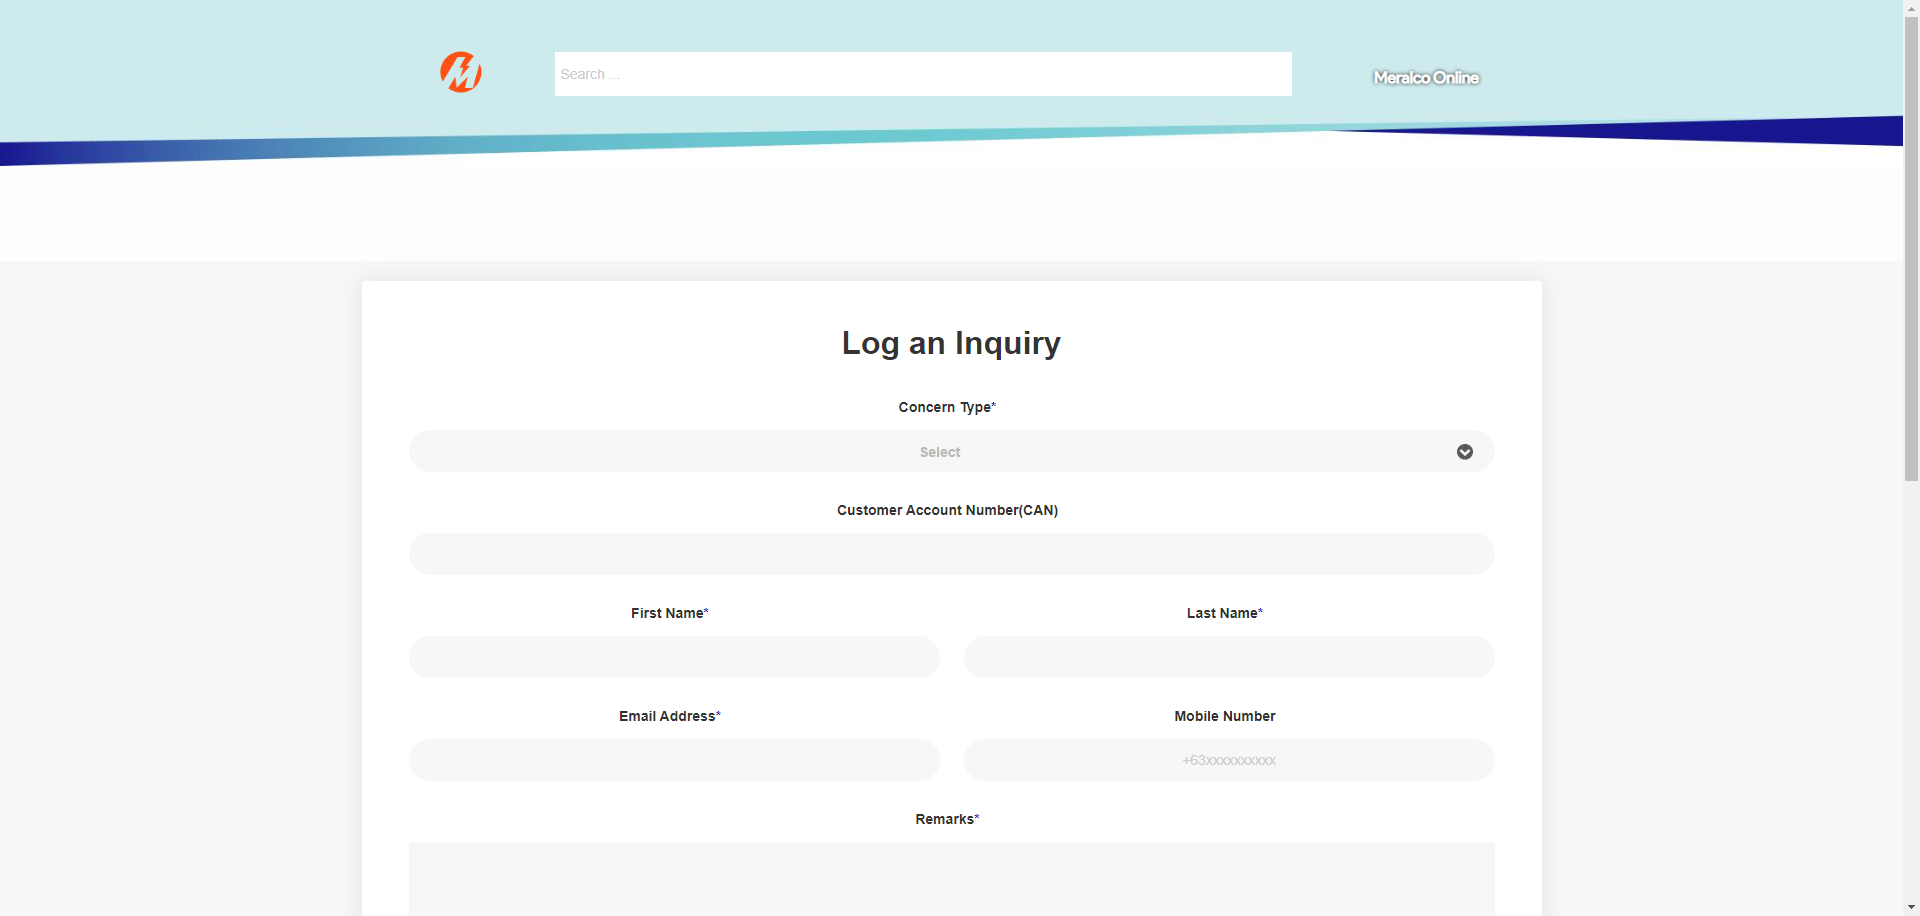 Search ...
Meralco Online
Log an Inquiry
Concern Type*
Select
Customer Account Number(CAN)
First Name*
Last Name*
Email Address*
Mobile Number
+63xxxxxxxxxx
Remarks*